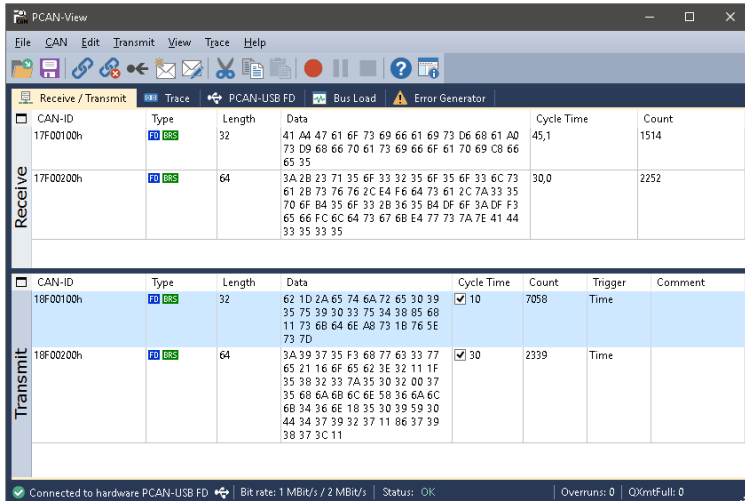 PCAN-View
File CAN Edit Transmit View Trace Help
Receive / Transmit Trace PCAN-USB FD Bus Load Error Generator
CAN-ID Type Length Data Cycle Time Count
17F00100h FD BRS 32 41 A4 47 61 6F 73 69 66 61 69 73 D6 68 61 A0 45,1 1514
73 D9 68 66 70 61 73 69 66 6F 61 70 69 C8 66
65 35
17F00200h FD BRS 64 3A 2B 23 71 35 6F 33 32 35 6F 35 6F 33 6C 73 30,0 2252
61 2B 73 76 76 2C E4 F6 64 73 61 2C 7A 33 35
70 6F B4 35 6F 33 2B 36 35 B4 DF 6F 3A DF F3
65 66 FC 6C 64 73 67 6B E4 77 73 7A 7E 41 44
33 35 33 35
Receive
CAN-ID Type Length Data Cycle Time Count Trigger Comment
18F00100h FD BRS 32 62 1D 2A 65 74 6A 72 65 30 39 10 7058 Time
35 75 39 30 33 75 34 38 85 68
11 73 6B 64 6E A8 73 1B 76 5E
73 7D
18F00200h FD BRS 64 3A 39 37 35 F3 68 77 63 33 77 30 2339 Time
65 21 16 6F 65 62 3E 32 11 1F
35 38 32 33 7A 35 30 32 00 37
35 68 6A 6B 6C 6E 58 36 6A 6C
6B 34 36 6E 18 35 30 39 59 30
44 34 37 39 32 37 11 86 37 39
38 37 3C 11
Transmit
Connected to hardware PCAN-USB FD Bit rate: 1 MBit/s / 2 MBit/s Status: OK Overruns: 0 QXmtFull: 0